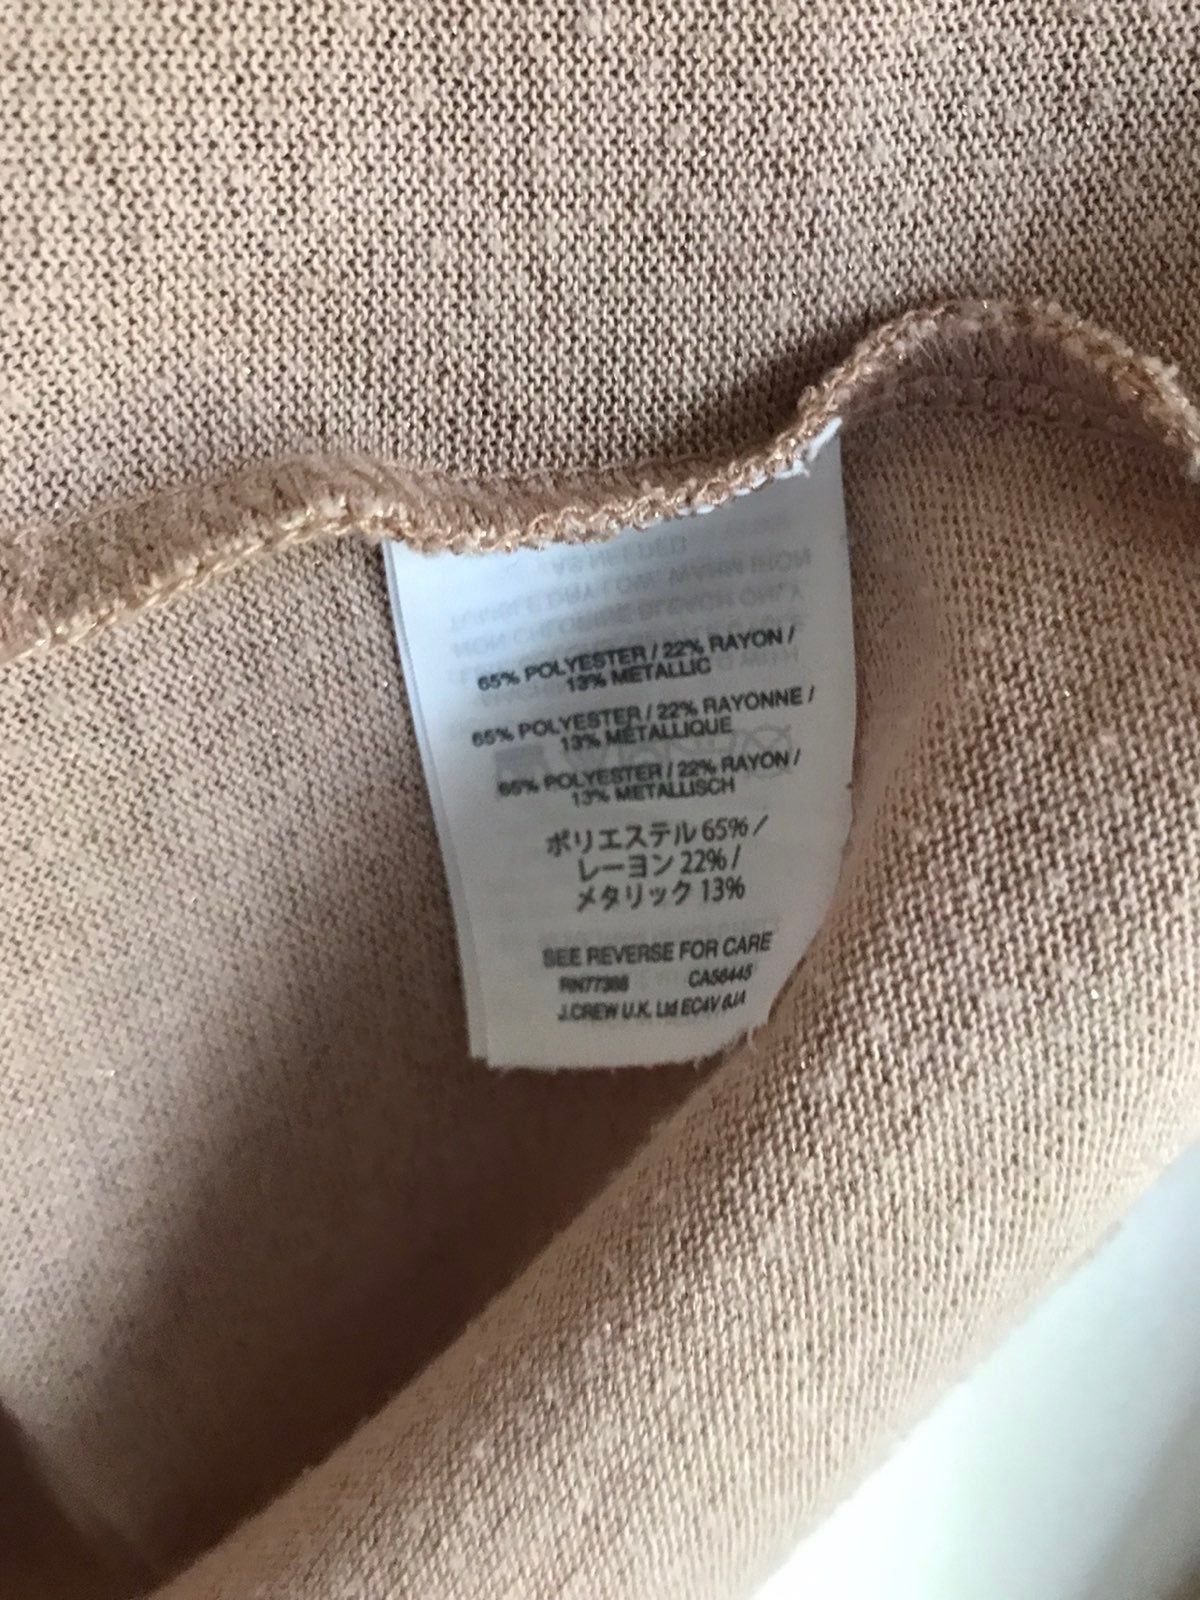 65% POLYESTER / 22% RAYON /
13% METALLIC
65% POLYESTER / 22% RAYONNE /
13% MÉTALLIQUE
65% POLYESTER / 22% RAYON /
13% METALLISCH
ポリエステル 65% /
レーヨン 22% /
メタリック 13%
SEE REVERSE FOR CARE
RN77388 CA56445
J.CREW U.K. Ltd EC4V 6JA